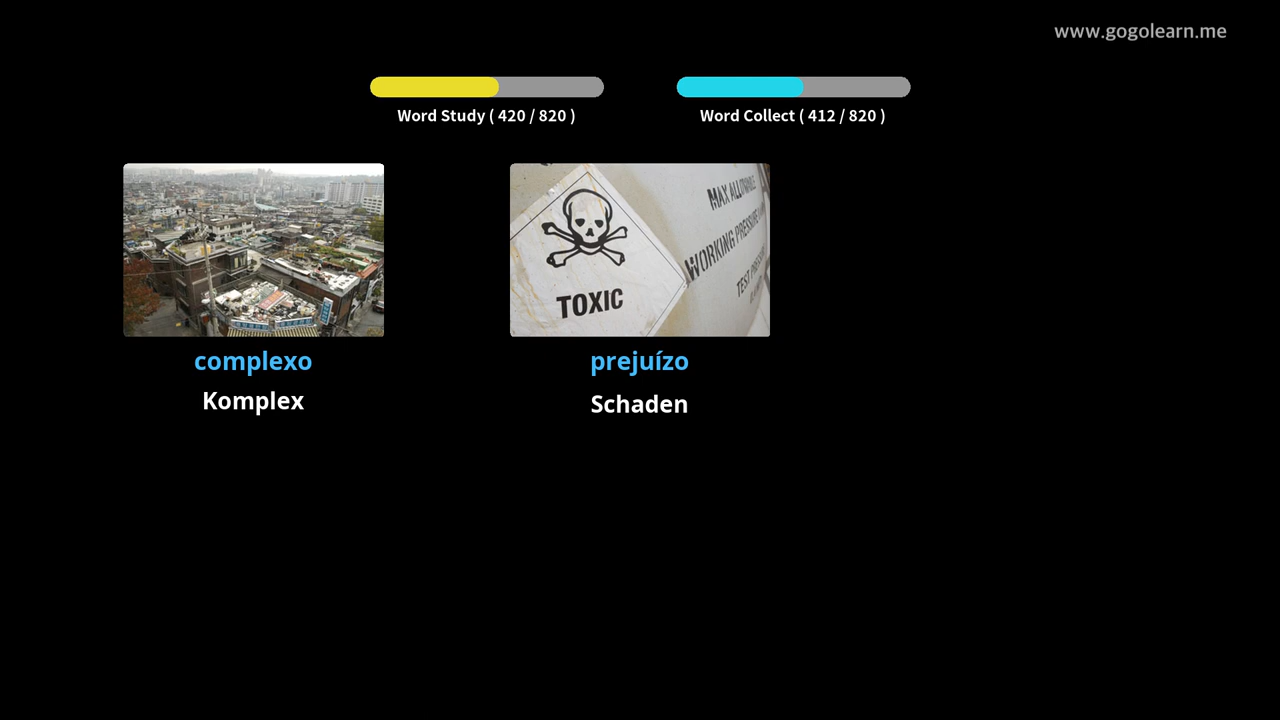 www.gogolearn.me
Word Study ( 420 / 820 )
Word Collect ( 412 / 820 )
TOXIC
MAX ALLOWABLE
WORKING PRESSURE
TEST PRES
complexo
Komplex
prejuízo
Schaden